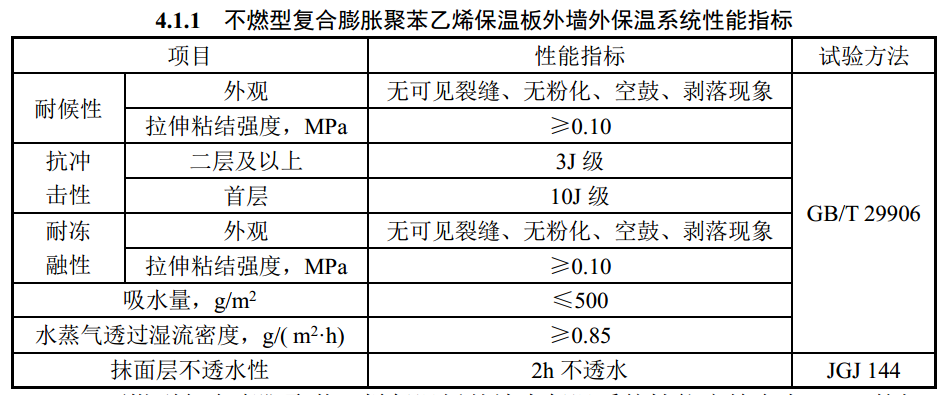 4.1.1 不燃型复合膨胀聚苯乙烯保温板外墙外保温系统性能指标
项目 性能指标 试验方法
耐候性 外观 无可见裂缝、无粉化、空鼓、剥落现象
拉伸粘结强度，MPa ≥0.10
抗冲 二层及以上 3J 级
击性 首层 10J 级
GB/T 29906
耐冻 外观 无可见裂缝、无粉化、空鼓、剥落现象
融性 拉伸粘结强度，MPa ≥0.10
吸水量，g/m² ≤500
水蒸气透过湿流密度，g/( m²·h) ≥0.85
抹面层不透水性 2h 不透水 JGJ 144